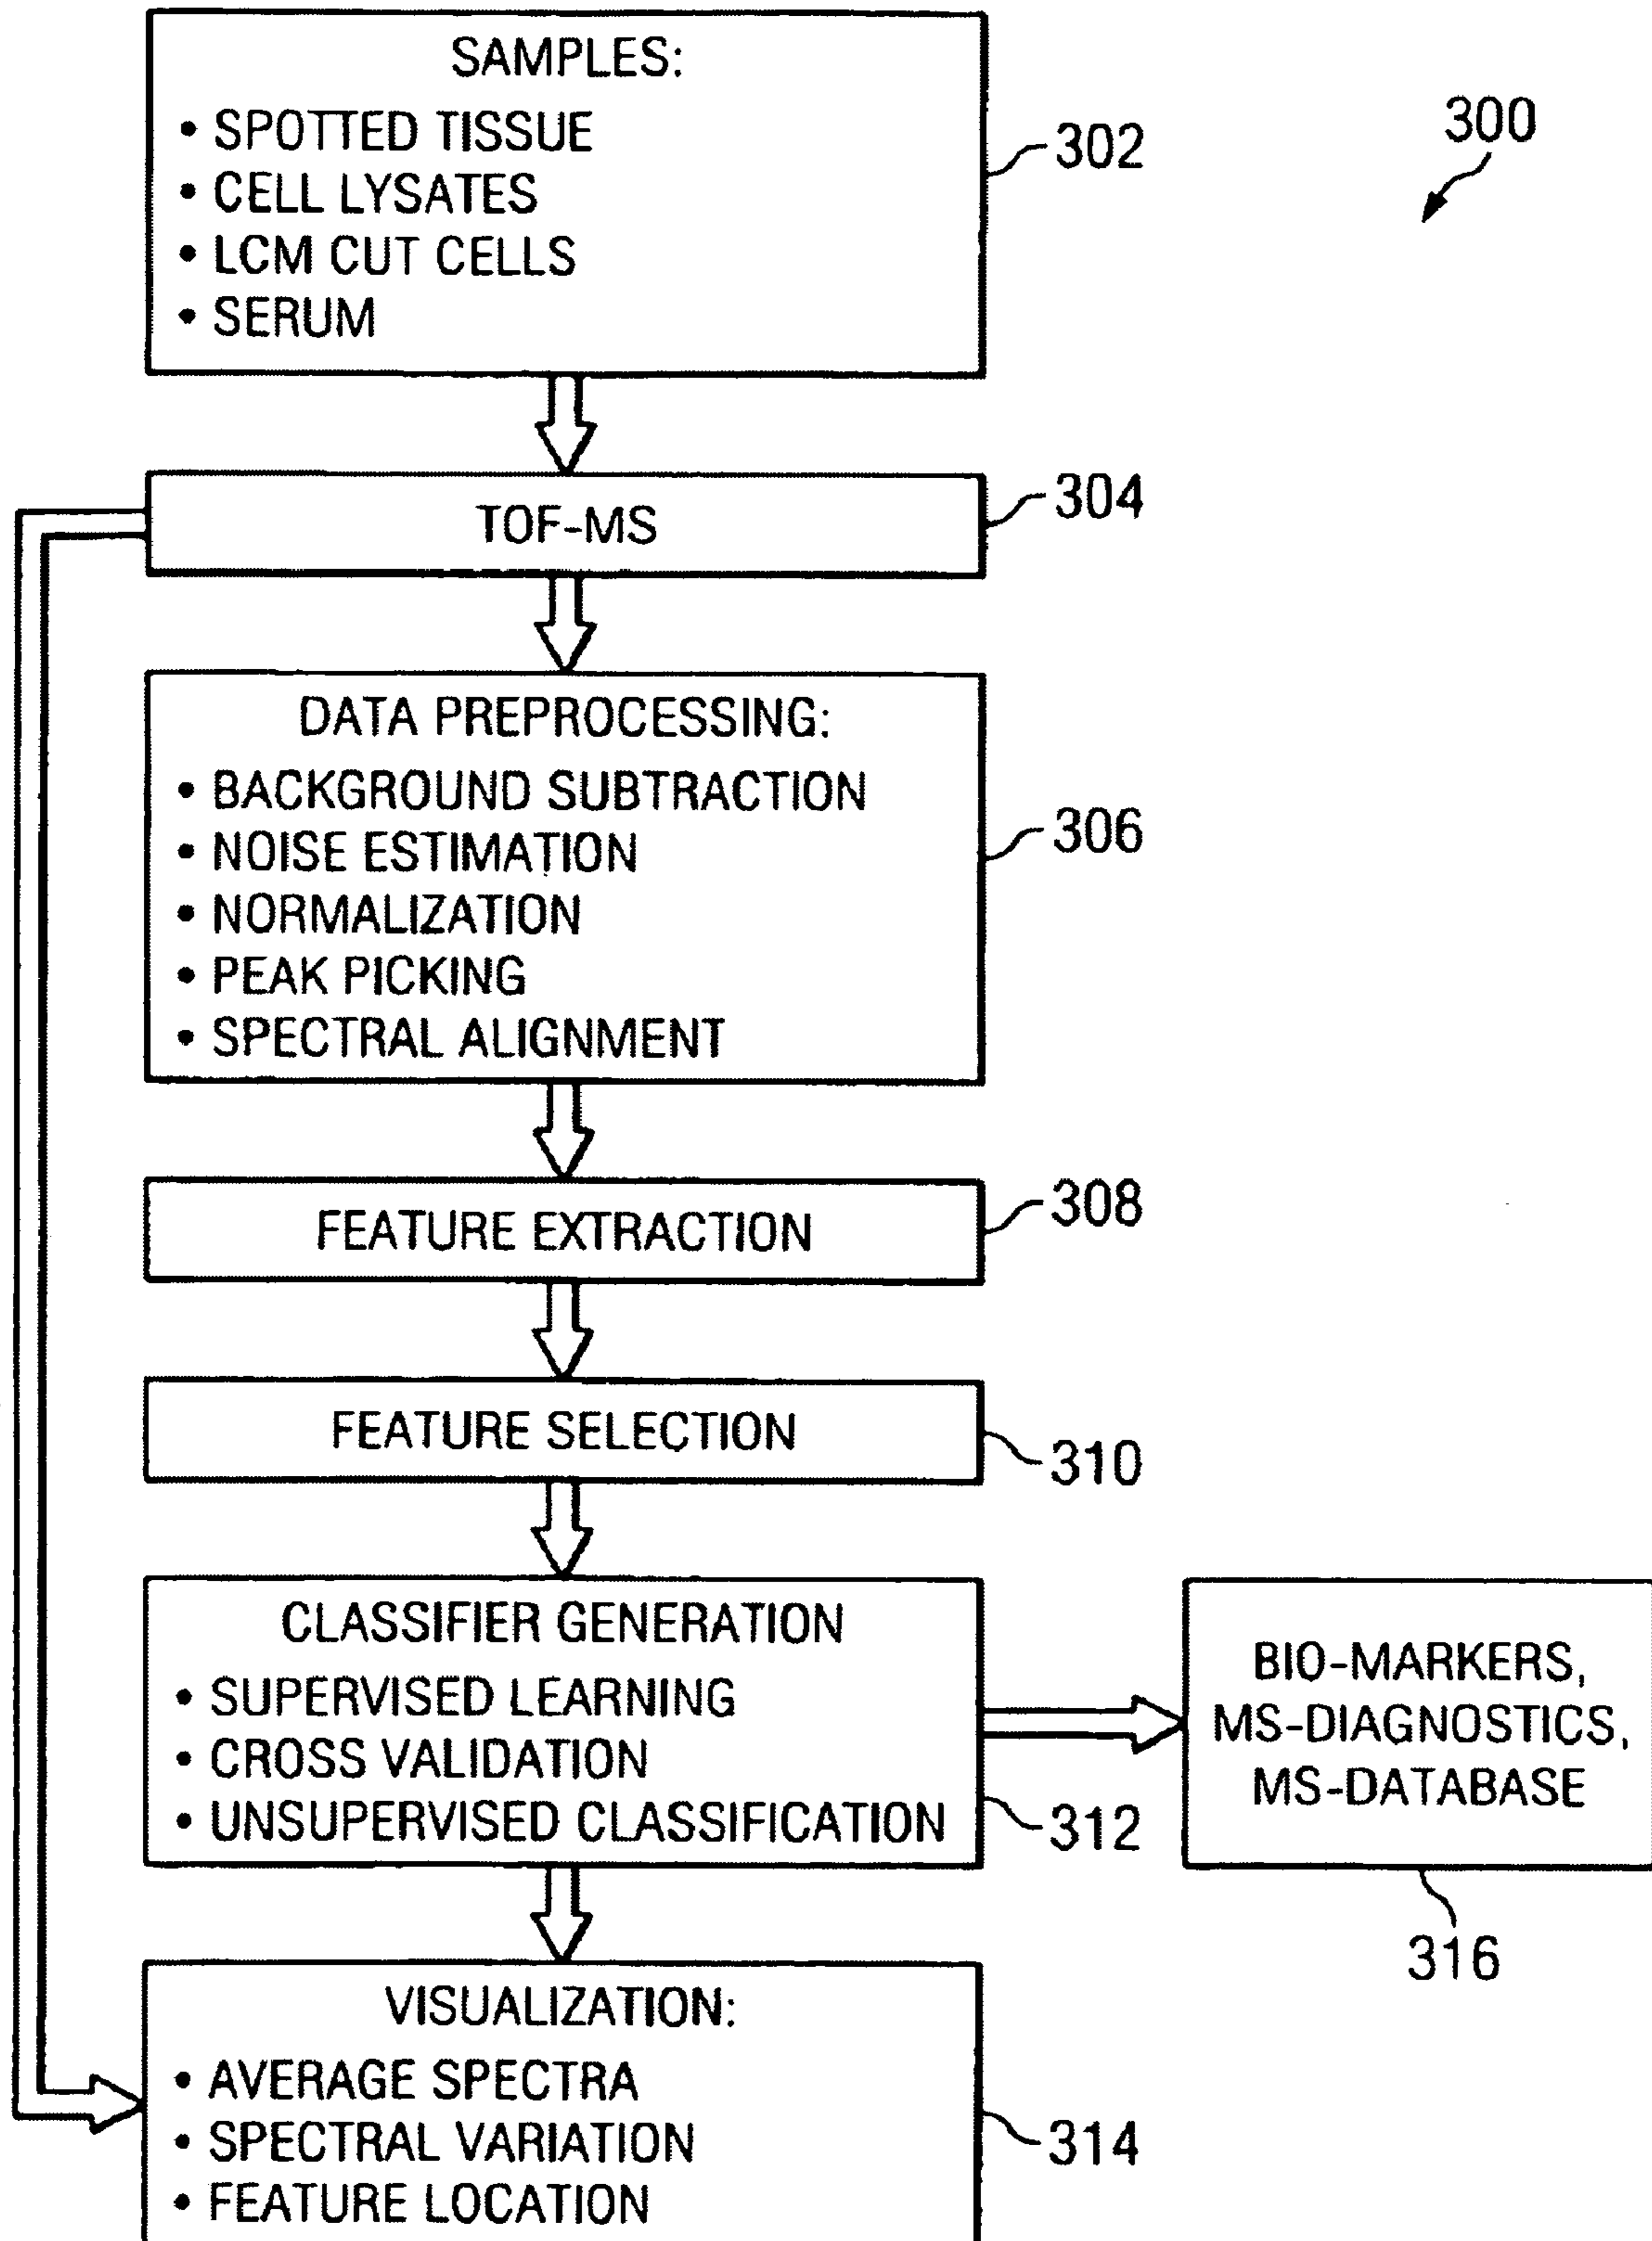 SAMPLES:
• SPOTTED TISSUE
• CELL LYSATES
• LCM CUT CELLS
• SERUM
302
300
TOF-MS
304
DATA PREPROCESSING:
• BACKGROUND SUBTRACTION
• NOISE ESTIMATION
• NORMALIZATION
• PEAK PICKING
• SPECTRAL ALIGNMENT
306
FEATURE EXTRACTION
308
FEATURE SELECTION
310
CLASSIFIER GENERATION
• SUPERVISED LEARNING
• CROSS VALIDATION
• UNSUPERVISED CLASSIFICATION
312
BIO-MARKERS,
MS-DIAGNOSTICS,
MS-DATABASE
316
VISUALIZATION:
• AVERAGE SPECTRA
• SPECTRAL VARIATION
• FEATURE LOCATION
314